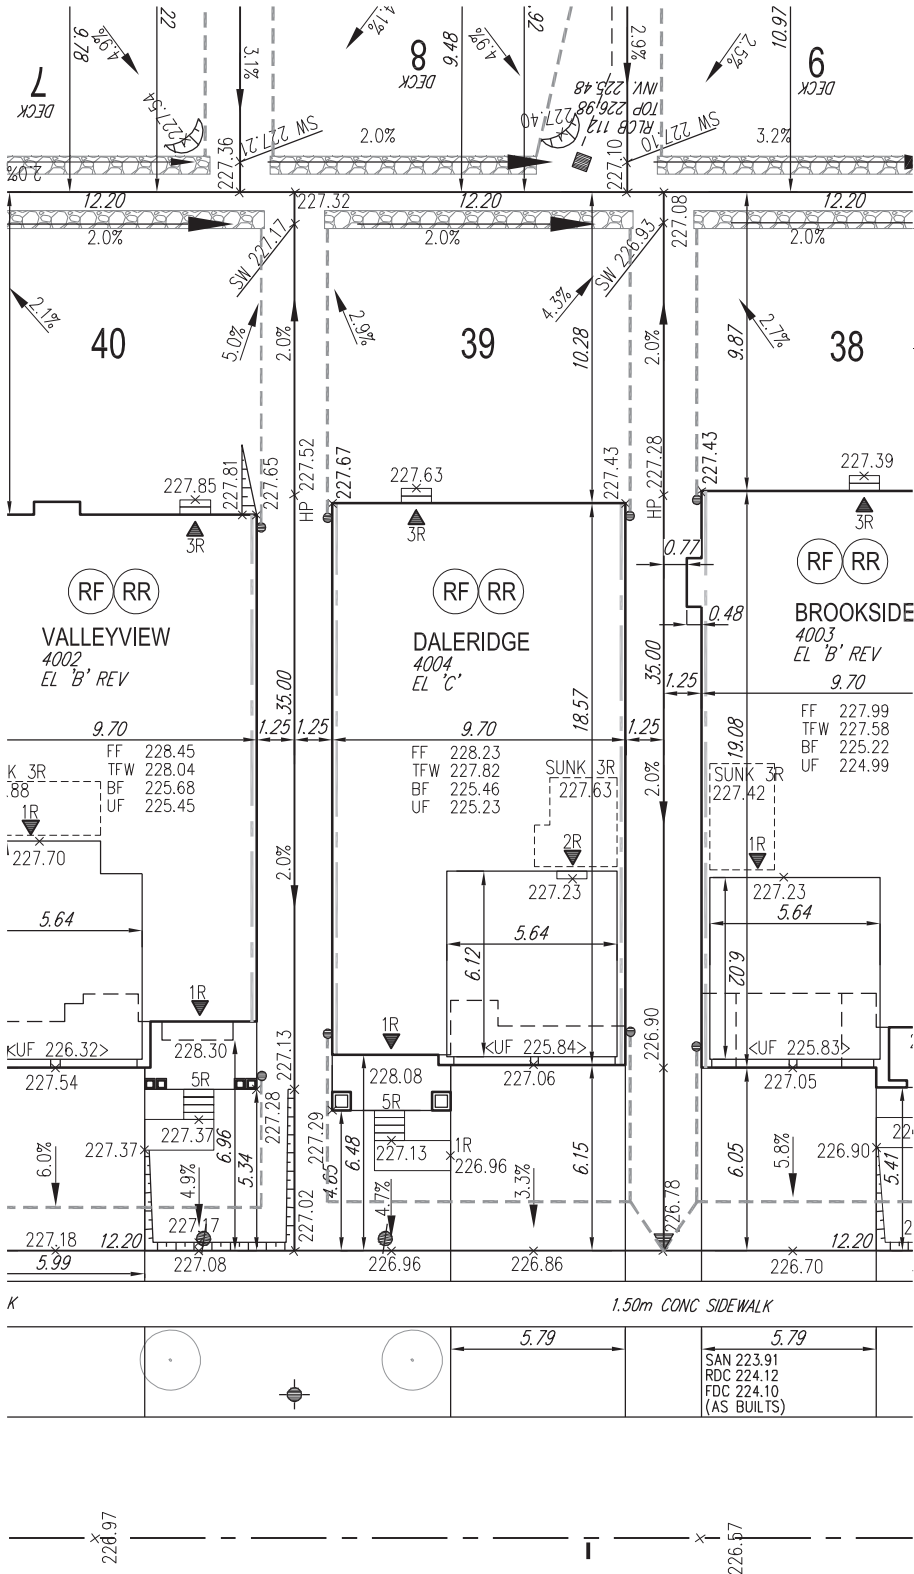 22
9.78
4.9%
3.1%
4.1%
9.48
4.9%
.92
2.9%
2.5%
10.97
7
DECK
8
DECK
9
DECK
227.54
227.36
SW 227.21
2.0%
227.40
RLCB 112
TOP 226.98
INV. 225.48
227.10
SW 227.10
3.2%
2.0%
12.20
227.32
12.20
227.08
12.20
2.0%
SW 227.17
2.0%
SW 226.93
2.0%
2.1%
40
5.0%
2.0%
2.9%
39
4.3%
10.28
2.0%
9.87
2.7%
38
227.85
227.81
227.65
HP 227.52
227.67
227.63
227.43
HP 227.28
227.43
227.39
3R
3R
3R
RF RR
RF RR
RF RR
0.77
0.48
VALLEYVIEW
4002
EL 'B' REV
DALERIDGE
4004
EL 'C'
BROOKSIDE
4003
EL 'B' REV
35.00
18.57
35.00
19.08
9.70
1.25
1.25
9.70
1.25
1.25
9.70
FF 228.45
TFW 228.04
BF 225.68
UF 225.45
FF 228.23
TFW 227.82
BF 225.46
UF 225.23
FF 227.99
TFW 227.58
BF 225.22
UF 224.99
K 3R
.88
1R
227.70
SUNK 3R
227.63
2R
227.23
SUNK 3R
227.42
1R
227.23
2.0%
2.0%
5.64
5.64
5.64
6.12
6.02
1R
1R
<UF 226.32>
228.30
227.13
<UF 225.84>
226.90
<UF 225.83>
227.54
5R
228.08
5R
227.06
227.05
227.37
227.37
6.96
5.34
227.28
227.29
227.13
1R
226.96
226.90
6.0%
4.9%
227.02
4.65
6.48
4.7%
3.3%
6.15
226.78
6.05
5.8%
5.41
227.17
227.18
12.20
227.08
226.96
226.86
226.70
12.20
5.99
K
1.50m CONC SIDEWALK
5.79
5.79
SAN 223.91
RDC 224.12
FDC 224.10
(AS BUILTS)
226.97
226.57